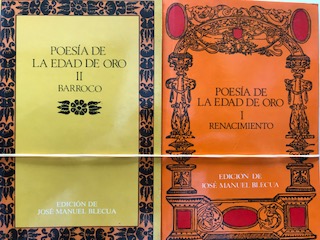 POESÍA DE
LA EDAD DE ORO
II
BARROCO
EDICIÓN DE
JOSÉ MANUEL BLECUA
POESÍA DE
LA EDAD DE ORO
I
RENACIMIENTO
EDICIÓN DE
JOSÉ MANUEL BLECUA